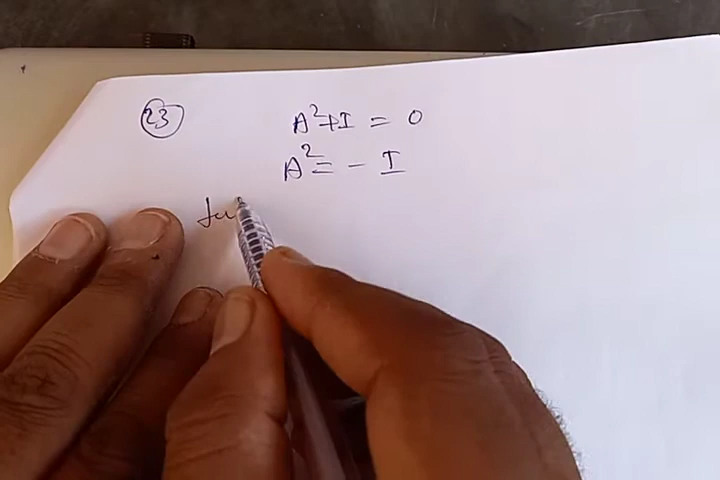 23 A²+I = 0
A² = - I